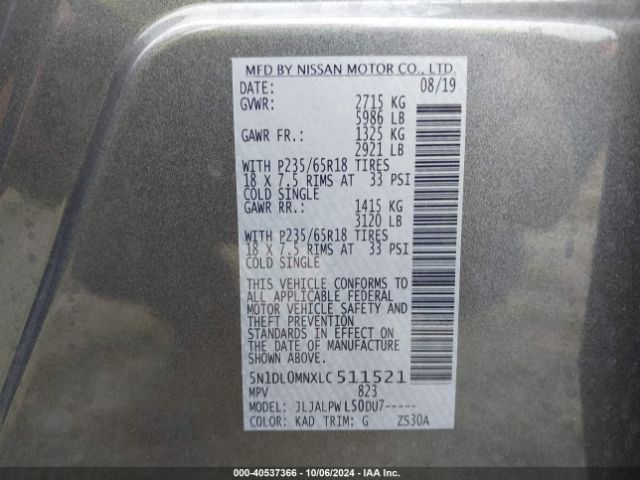 MFD BY NISSAN MOTOR CO., LTD.
DATE: 08/19
GVWR: 2715 KG
5986 LB
GAWR FR.: 1325 KG
2921 LB
WITH P235/65R18 TIRES
18 X 7.5 RIMS AT 33 PSI
COLD SINGLE
GAWR RR.: 1415 KG
3120 LB
WITH P235/65R18 TIRES
18 X 7.5 RIMS AT 33 PSI
COLD SINGLE
THIS VEHICLE CONFORMS TO
ALL APPLICABLE FEDERAL
MOTOR VEHICLE SAFETY AND
THEFT PREVENTION
STANDARDS IN EFFECT ON
THE DATE OF MANUFACTURE
SHOWN ABOVE.
5N1DL0MNXLC 511521
MPV 823
MODEL: JLJALPWL50DU7-----
COLOR: KAD TRIM: G ZS30A
000-40537366 • 10/06/2024 • IAA Inc.